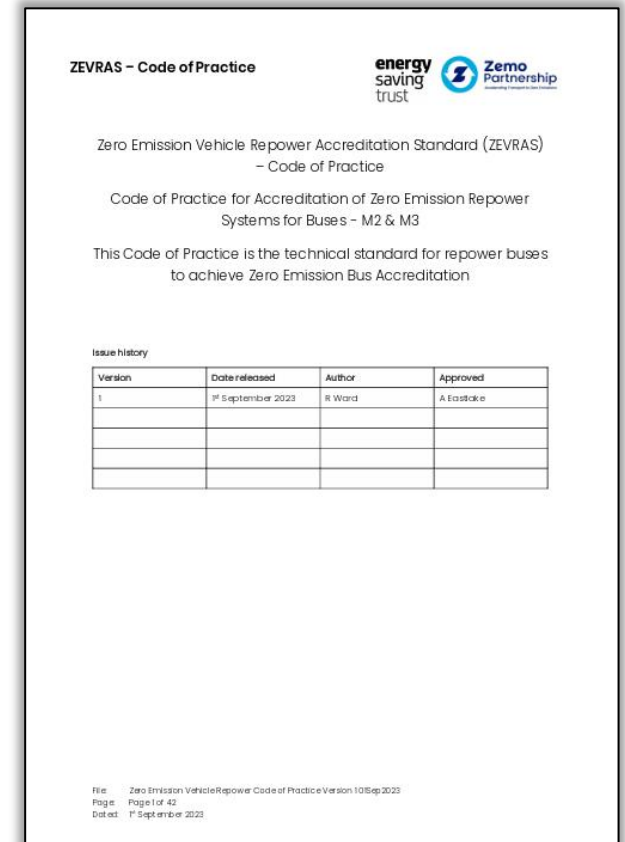 ZEVRAS – Code of Practice
energy
saving
trust
Zemo
Partnership
Zero Emission Vehicle Repower Accreditation Standard (ZEVRAS)
– Code of Practice
Code of Practice for Accreditation of Zero Emission Repower
Systems for Buses - M2 & M3
This Code of Practice is the technical standard for repower buses
to achieve Zero Emission Bus Accreditation
Issue history
Version Date released Author Approved
1 1st September 2023 R Ward A Eastlake
File: Zero Emission Vehicle Repower Code of Practice Version 1 01Sep2023
Page: Page 1 of 42
Dated: 1st September 2023